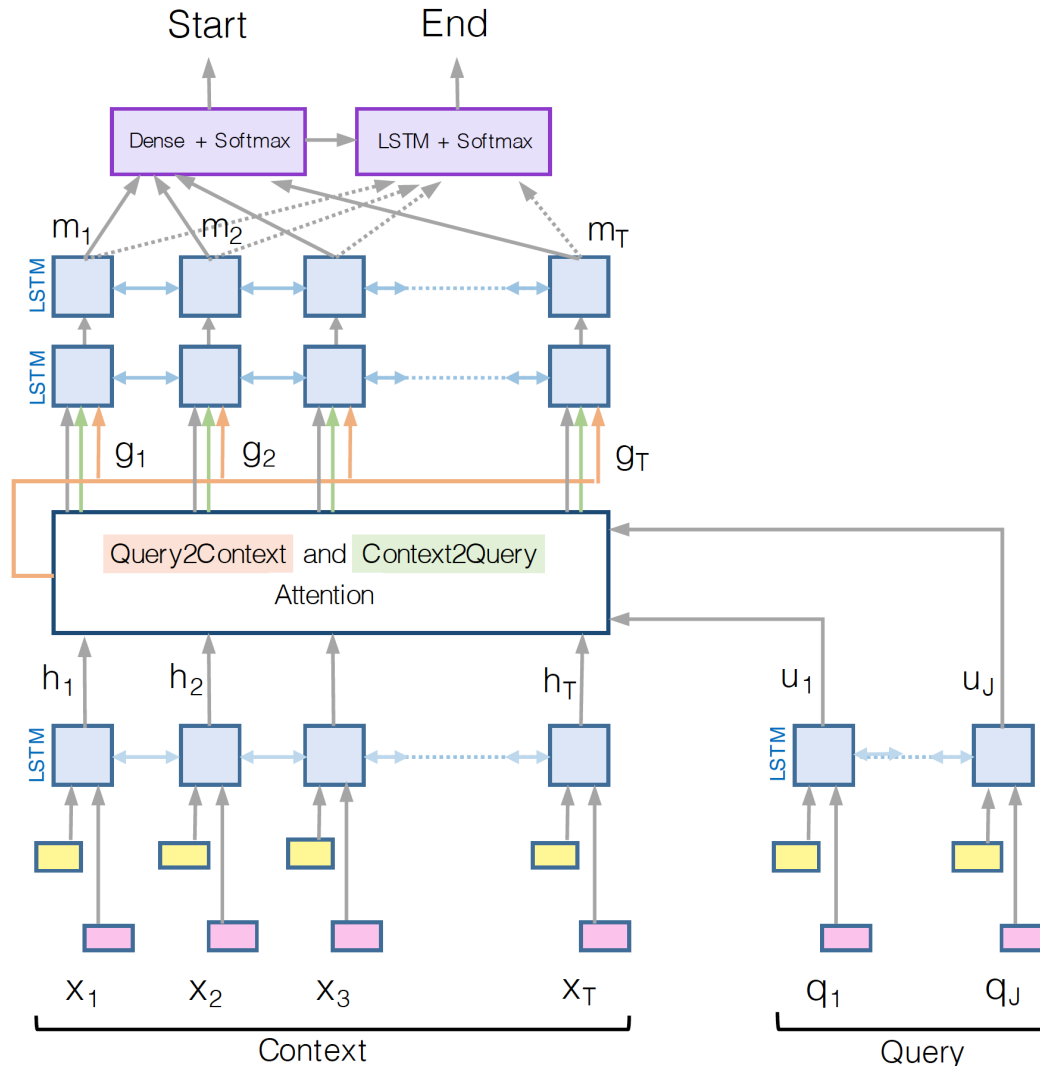 Start End
Dense + Softmax LSTM + Softmax
m1 m2 mT
LSTM
LSTM
g1 g2 gT
Query2Context and Context2Query
Attention
h1 h2 hT u1 uJ
LSTM LSTM
x1 x2 x3 xT q1 qJ
Context Query